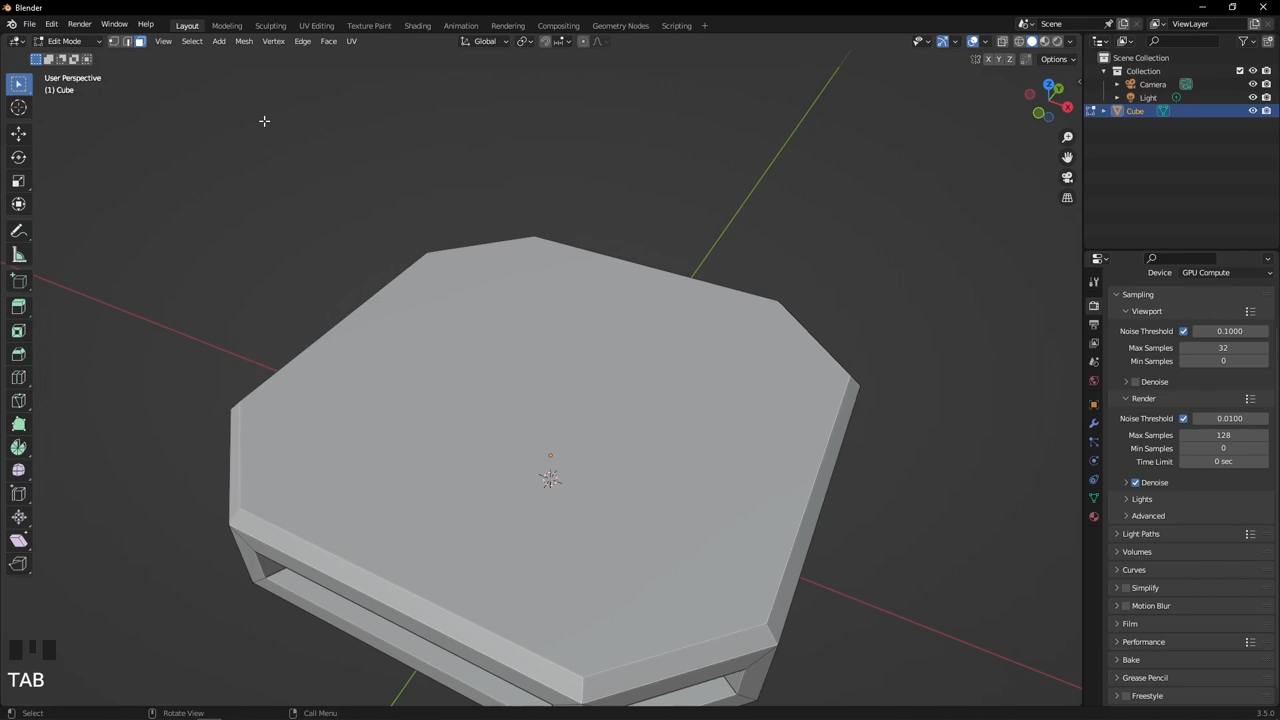 Blender
File Edit Render Window Help Layout Modeling Sculpting UV Editing Texture Paint Shading Animation Rendering Compositing Geometry Nodes Scripting + Scene ViewLayer
Edit Mode View Select Add Mesh Vertex Edge Face UV Global
X Y Z Options
User Perspective
(1) Cube
Scene Collection
Collection
Camera
Light
Cube
Z
Y
X
Device GPU Compute
Sampling
Viewport
Noise Threshold 0.1000
Max Samples 32
Min Samples 0
Denoise
Render
Noise Threshold 0.0100
Max Samples 128
Min Samples 0
Time Limit 0 sec
Denoise
Lights
Advanced
Light Paths
Volumes
Curves
Simplify
Motion Blur
Film
Performance
Bake
Grease Pencil
Freestyle
TAB
Select Rotate View Call Menu 3.5.0